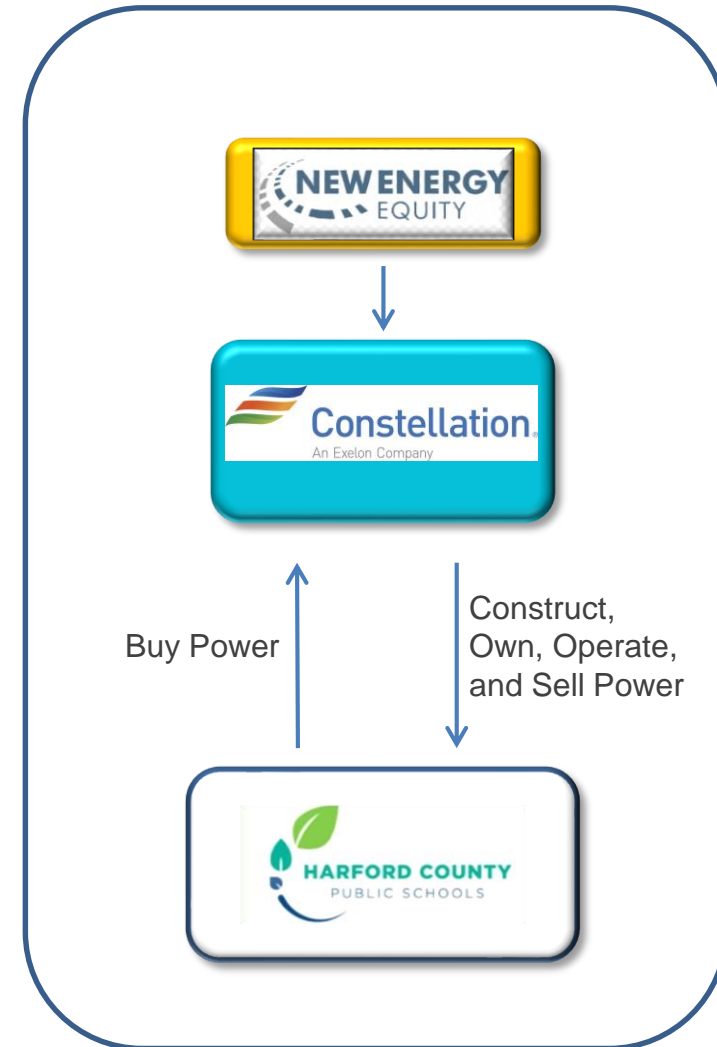 NEW ENERGY
EQUITY
Constellation®
An Exelon Company
Buy Power
Construct,
Own, Operate,
and Sell Power
HARFORD COUNTY
PUBLIC SCHOOLS